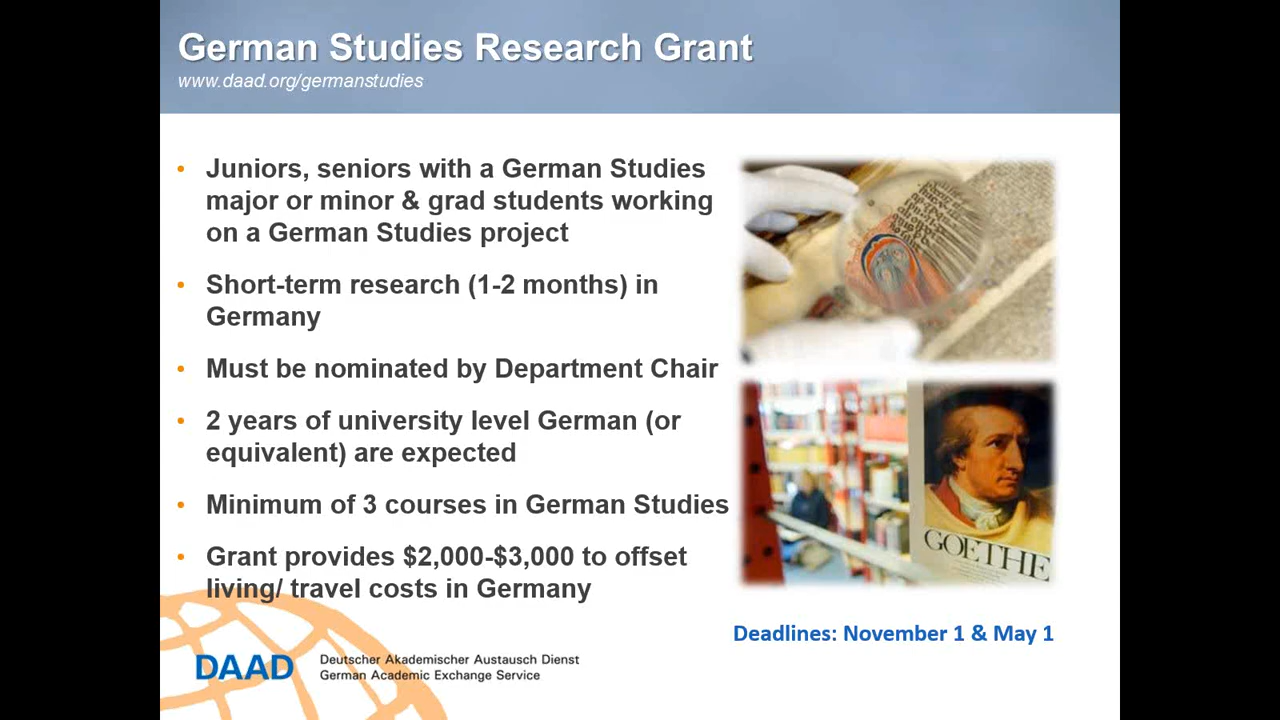 German Studies Research Grant
www.daad.org/germanstudies
• Juniors, seniors with a German Studies
major or minor & grad students working
on a German Studies project
• Short-term research (1-2 months) in
Germany
• Must be nominated by Department Chair
• 2 years of university level German (or
equivalent) are expected
• Minimum of 3 courses in German Studies
• Grant provides $2,000-$3,000 to offset
living/ travel costs in Germany
GOETHE
Deadlines: November 1 & May 1
DAAD
Deutscher Akademischer Austausch Dienst
German Academic Exchange Service